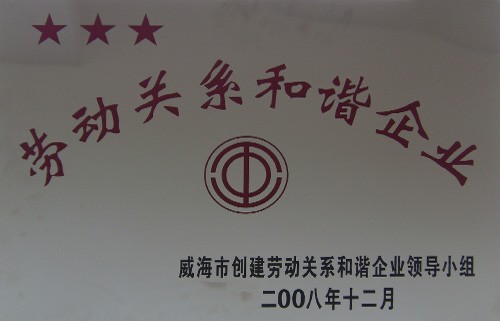 劳动关系和谐企业
威海市创建劳动关系和谐企业领导小组
二00八年十二月